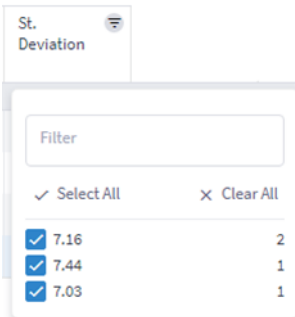 St.
Deviation
Filter
Select All Clear All
7.16 2
7.44 1
7.03 1